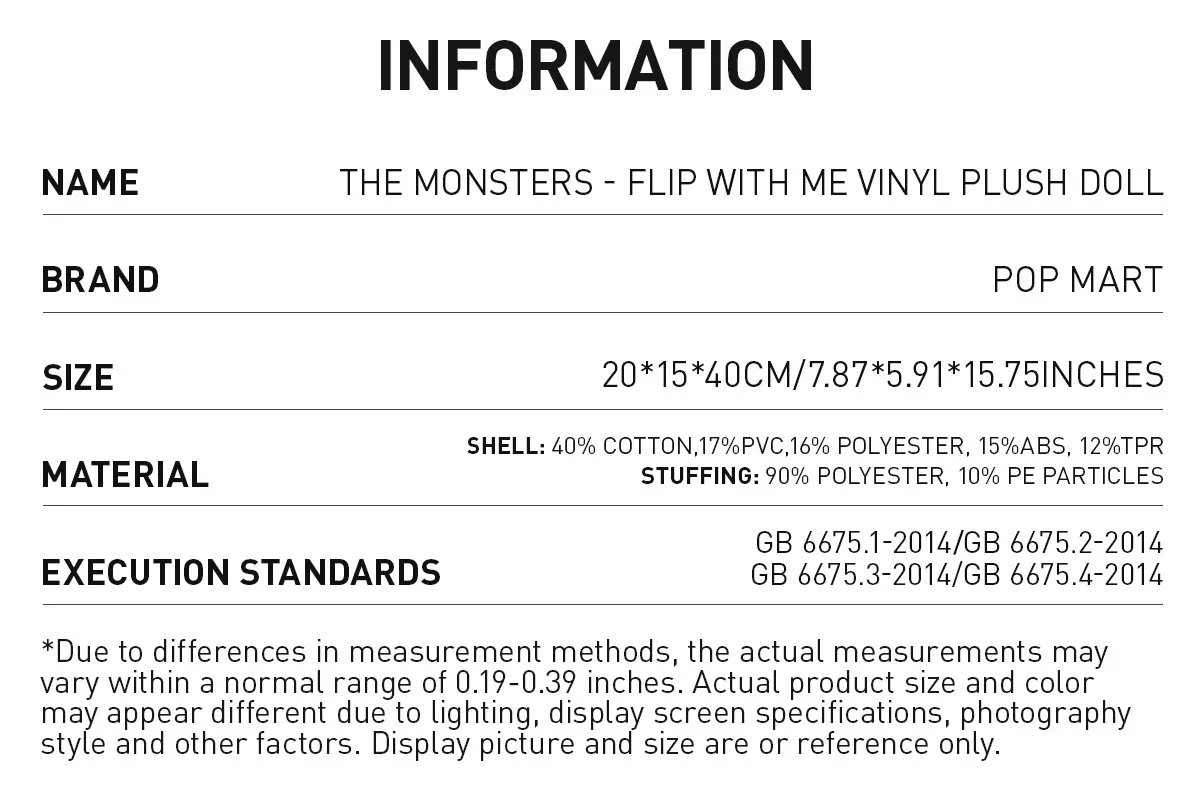 INFORMATION
NAME THE MONSTERS - FLIP WITH ME VINYL PLUSH DOLL
BRAND POP MART
SIZE 20*15*40CM/7.87*5.91*15.75INCHES
MATERIAL SHELL: 40% COTTON,17%PVC,16% POLYESTER, 15%ABS, 12%TPR
STUFFING: 90% POLYESTER, 10% PE PARTICLES
EXECUTION STANDARDS GB 6675.1-2014/GB 6675.2-2014
GB 6675.3-2014/GB 6675.4-2014
*Due to differences in measurement methods, the actual measurements may
vary within a normal range of 0.19-0.39 inches. Actual product size and color
may appear different due to lighting, display screen specifications, photography
style and other factors. Display picture and size are or reference only.